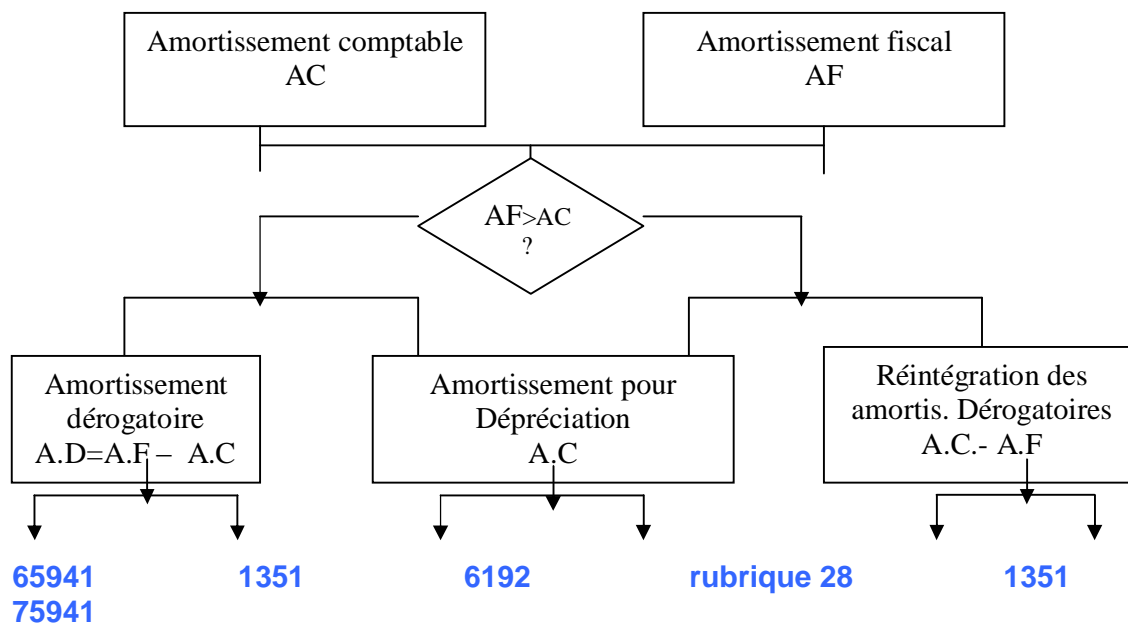 Amortissement comptable
AC
Amortissement fiscal
AF
AF>AC
?
Amortissement
dérogatoire
A.D=A.F – A.C
Amortissement pour
Dépréciation
A.C
Réintégration des
amortis. Dérogatoires
A.C.- A.F
65941 1351 6192 rubrique 28 1351
75941